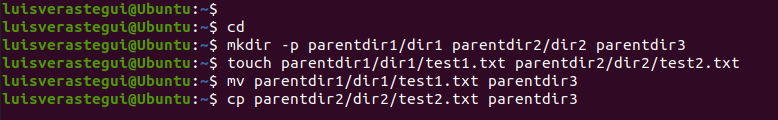 luisverastegui@Ubuntu:~$
luisverastegui@Ubuntu:~$ cd
luisverastegui@Ubuntu:~$ mkdir -p parentdir1/dir1 parentdir2/dir2 parentdir3
luisverastegui@Ubuntu:~$ touch parentdir1/dir1/test1.txt parentdir2/dir2/test2.txt
luisverastegui@Ubuntu:~$ mv parentdir1/dir1/test1.txt parentdir3
luisverastegui@Ubuntu:~$ cp parentdir2/dir2/test2.txt parentdir3